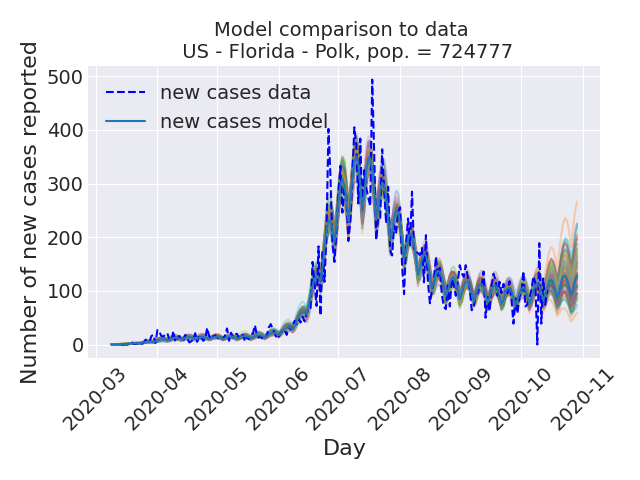 Model comparison to data
US - Florida - Polk, pop. = 724777
Number of new cases reported
500
400
300
200
100
0
new cases data
new cases model
2020-03
2020-04
2020-05
2020-06
2020-07
2020-08
2020-09
2020-10
2020-11
Day